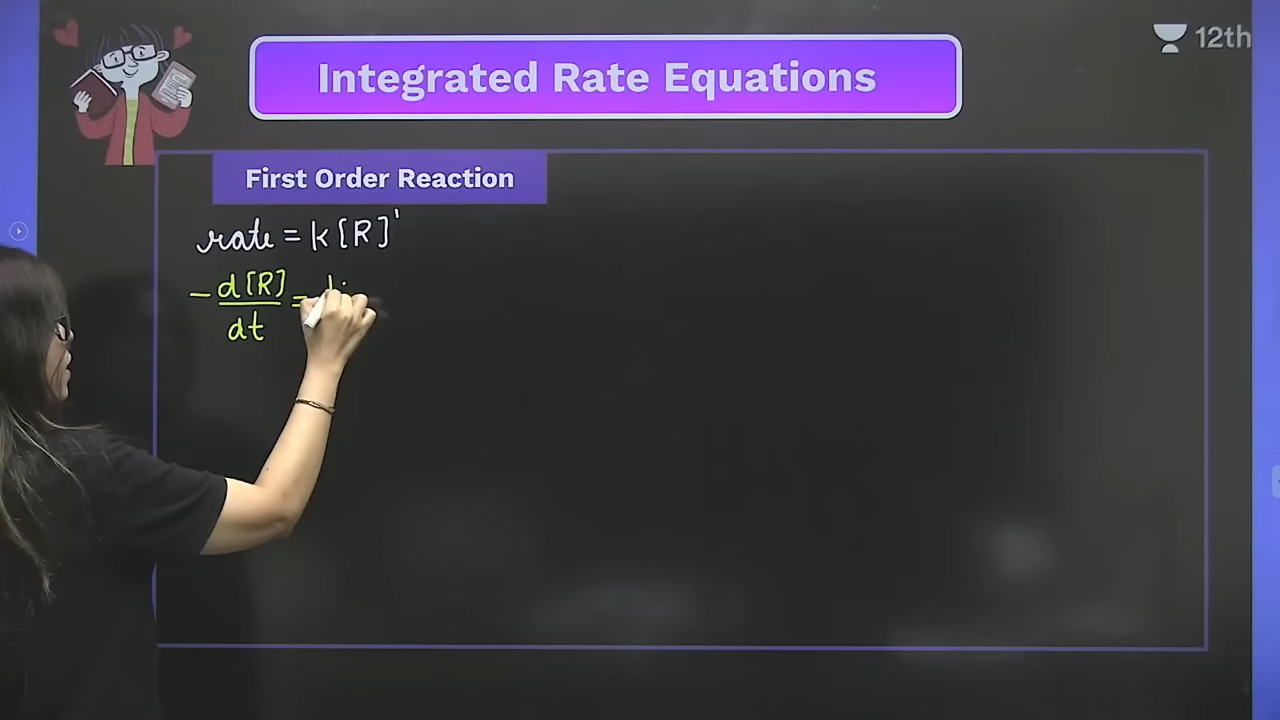 12th
Integrated Rate Equations
First Order Reaction
rate = k[R]¹
- d[R]/dt =